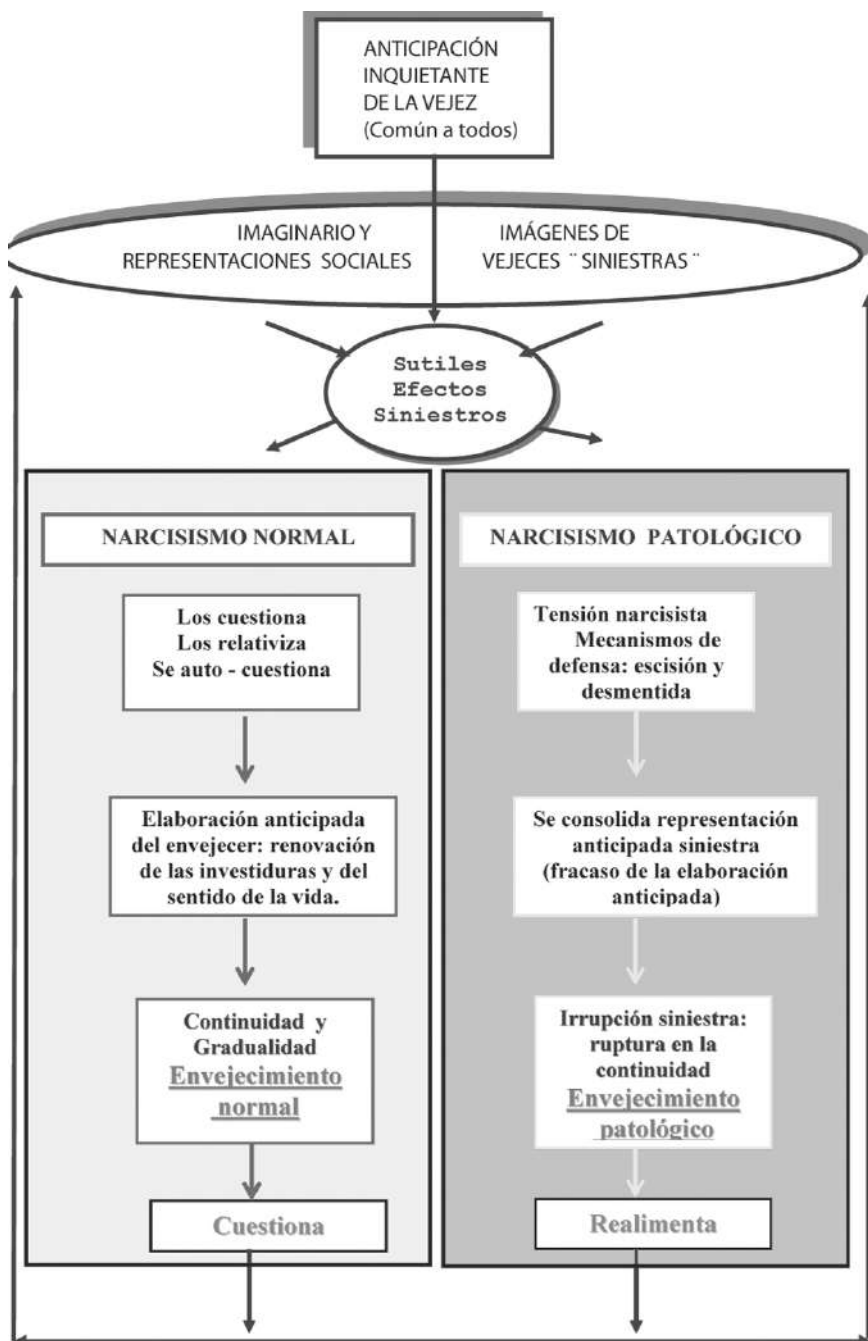 ANTICIPACIÓN
INQUIETANTE
DE LA VEJEZ
(Común a todos)
IMAGINARIO Y
REPRESENTACIONES SOCIALES
IMÁGENES DE
VEJECES ¨ SINIESTRAS ¨
Sutiles
Efectos
Siniestros
NARCISISMO NORMAL
Los cuestiona
Los relativiza
Se auto - cuestiona
Elaboración anticipada
del envejecer: renovación
de las investiduras y del
sentido de la vida.
Continuidad y
Gradualidad
Envejecimiento
normal
Cuestiona
NARCISISMO PATOLÓGICO
Tensión narcisista
Mecanismos de
defensa: escisión y
desmentida
Se consolida representación
anticipada siniestra
(fracaso de la elaboración
anticipada)
Irrupción siniestra:
ruptura en la
continuidad
Envejecimiento
patológico
Realimenta